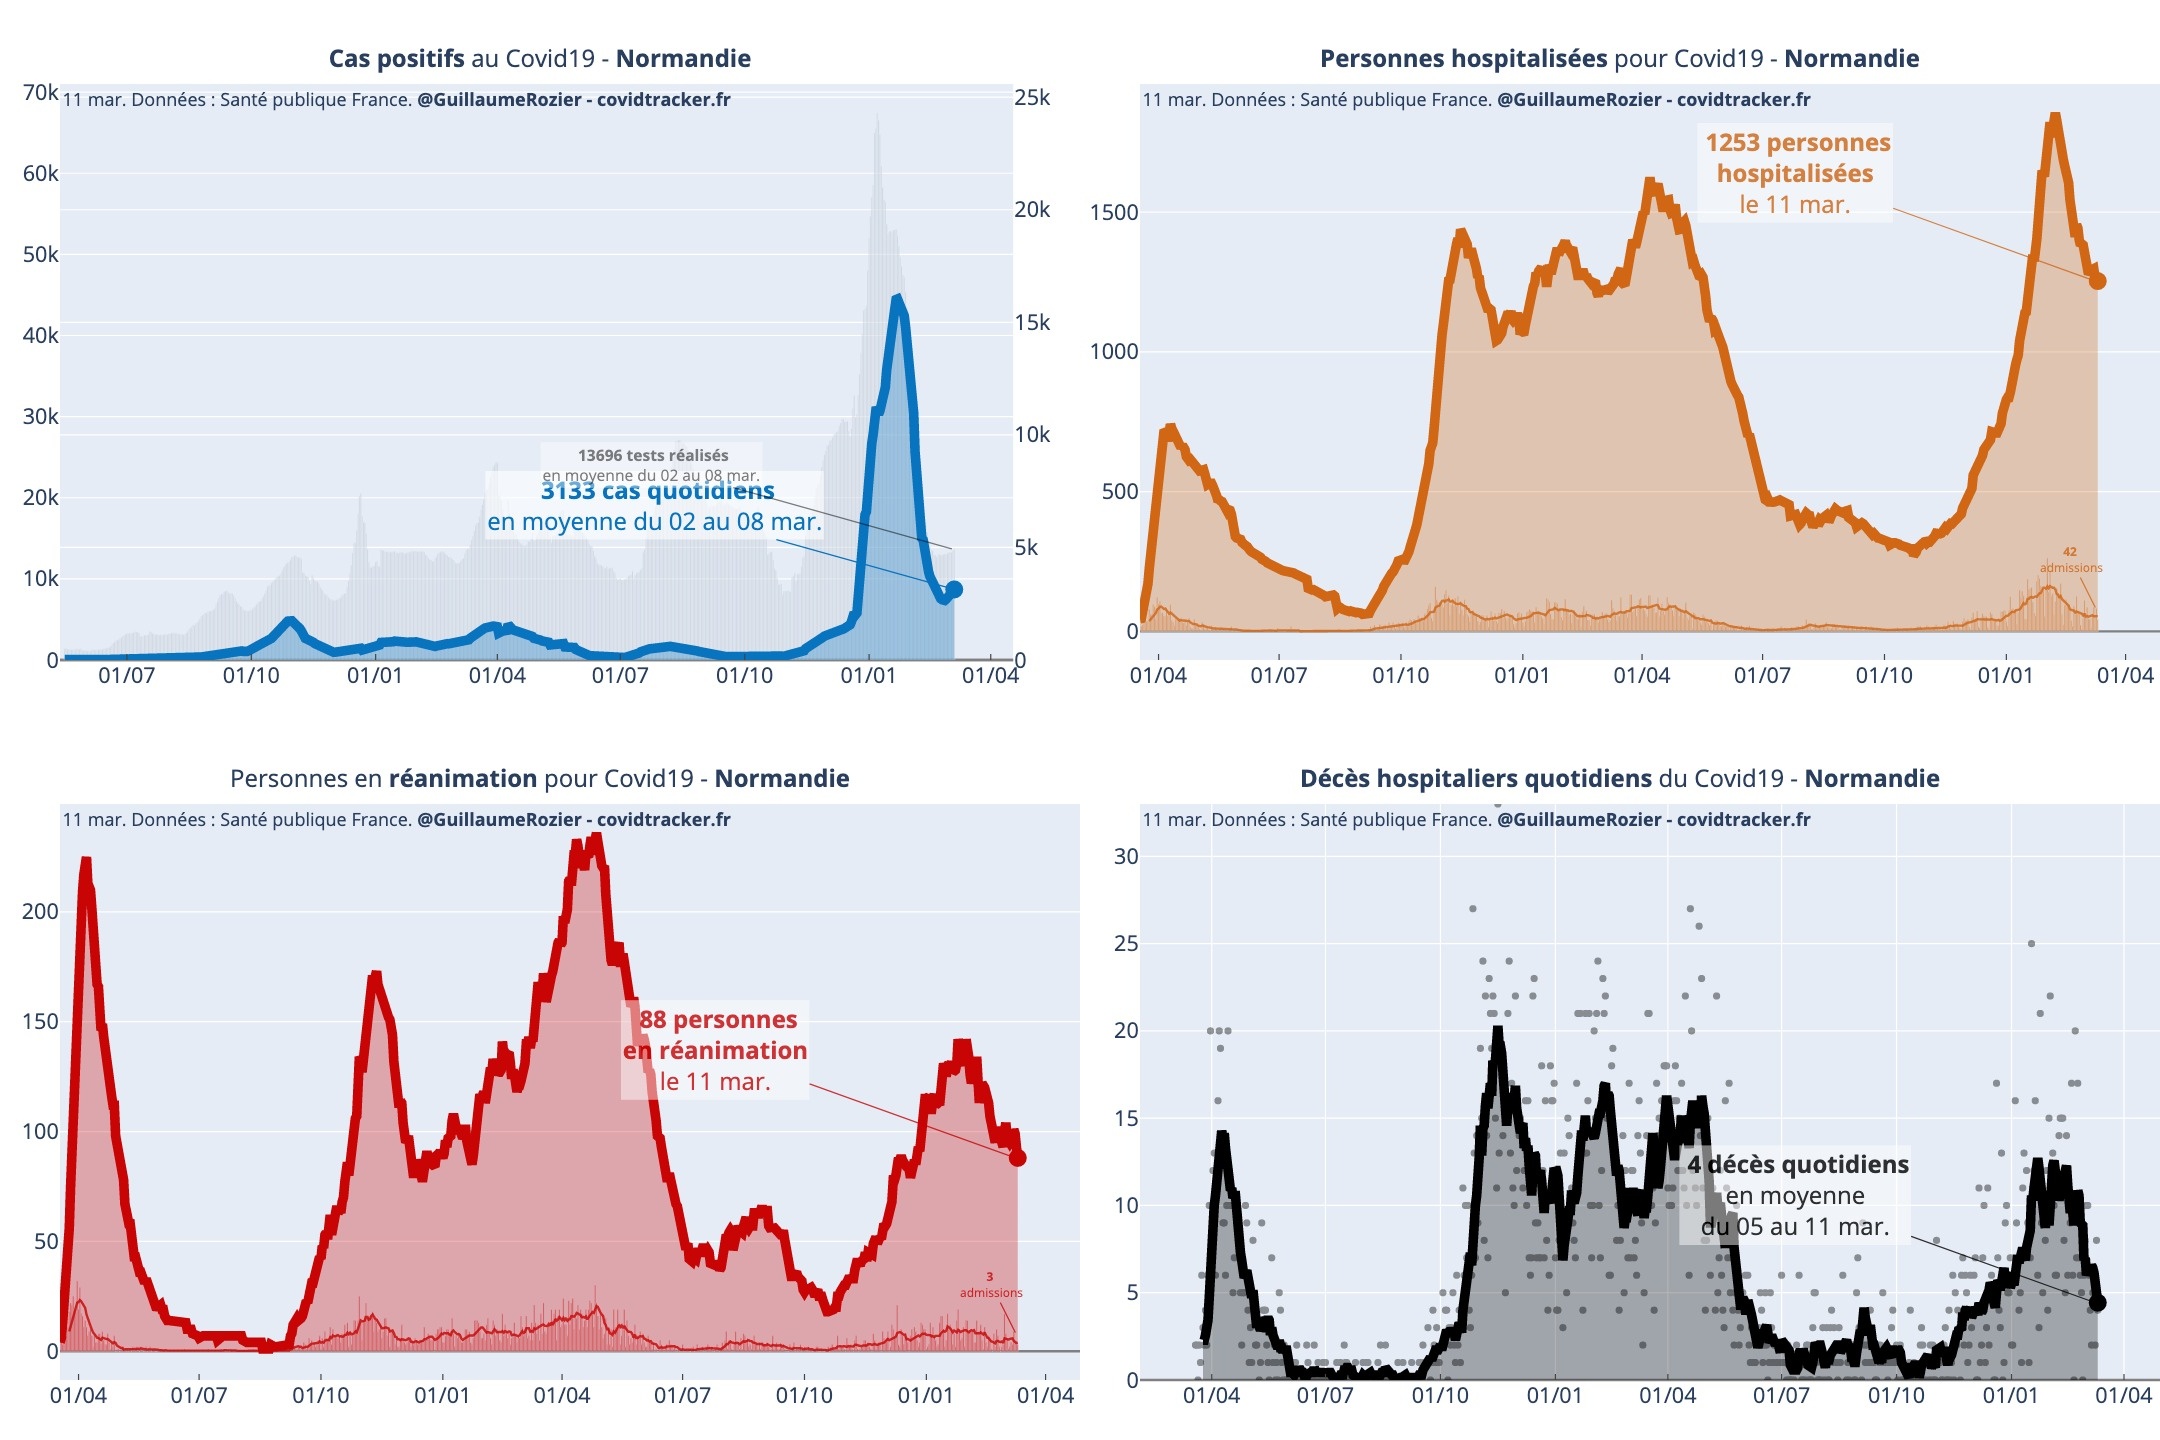 Cas positifs au Covid19 - Normandie
11 mar. Données : Santé publique France. @GuillaumeRozier - covidtracker.fr
70k
60k
50k
40k
30k
20k
10k
0
25k
20k
15k
10k
5k
0
13696 tests réalisés
en moyenne du 02 au 08 mar.
3133 cas quotidiens
en moyenne du 02 au 08 mar.
01/07 01/10 01/01 01/04 01/07 01/10 01/01 01/04
Personnes hospitalisées pour Covid19 - Normandie
11 mar. Données : Santé publique France. @GuillaumeRozier - covidtracker.fr
1253 personnes
hospitalisées
le 11 mar.
1500
1000
500
0
42
admissions
01/04 01/07 01/10 01/01 01/04 01/07 01/10 01/01 01/04
Personnes en réanimation pour Covid19 - Normandie
11 mar. Données : Santé publique France. @GuillaumeRozier - covidtracker.fr
200
150
100
50
0
88 personnes
en réanimation
le 11 mar.
3
admissions
01/04 01/07 01/10 01/01 01/04 01/07 01/10 01/01 01/04
Décès hospitaliers quotidiens du Covid19 - Normandie
11 mar. Données : Santé publique France. @GuillaumeRozier - covidtracker.fr
30
25
20
15
10
5
0
4 décès quotidiens
en moyenne
du 05 au 11 mar.
01/04 01/07 01/10 01/01 01/04 01/07 01/10 01/01 01/04